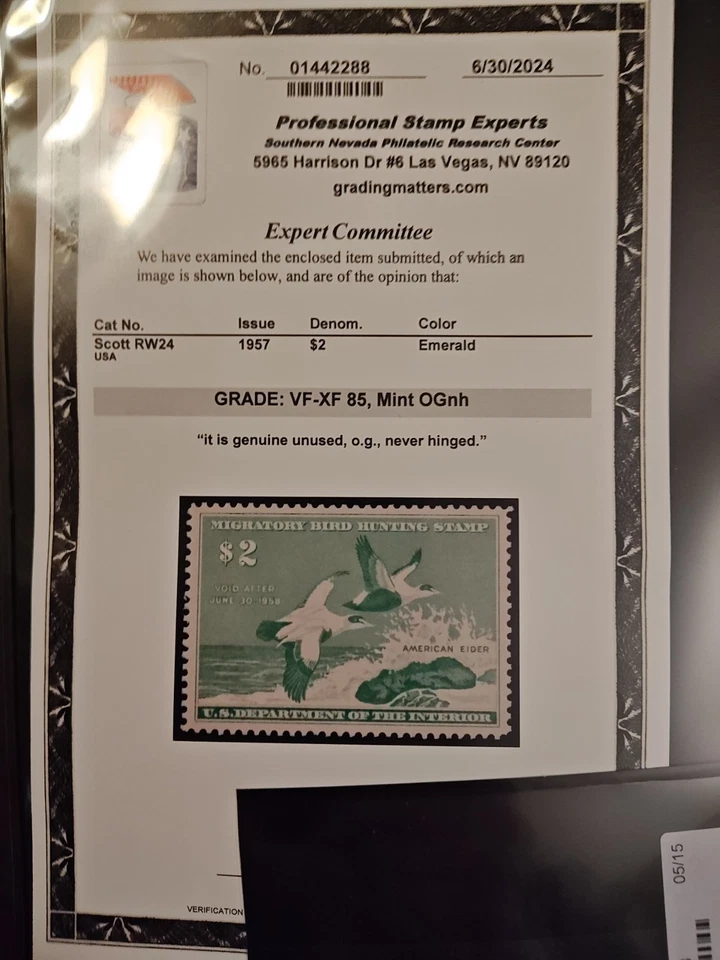 No. 01442288 6/30/2024
Professional Stamp Experts
Southern Nevada Philatelic Research Center
5965 Harrison Dr #6 Las Vegas, NV 89120
gradingmatters.com
Expert Committee
We have examined the enclosed item submitted, of which an
image is shown below, and are of the opinion that:
Cat No. Issue Denom. Color
Scott RW24 1957 $2 Emerald
USA
GRADE: VF-XF 85, Mint OGnh
“it is genuine unused, o.g., never hinged.”
MIGRATORY BIRD HUNTING STAMP
$2
VOID AFTER
JUNE 30, 1958
AMERICAN EIDER
U.S. DEPARTMENT OF THE INTERIOR
VERIFICATION
05/15